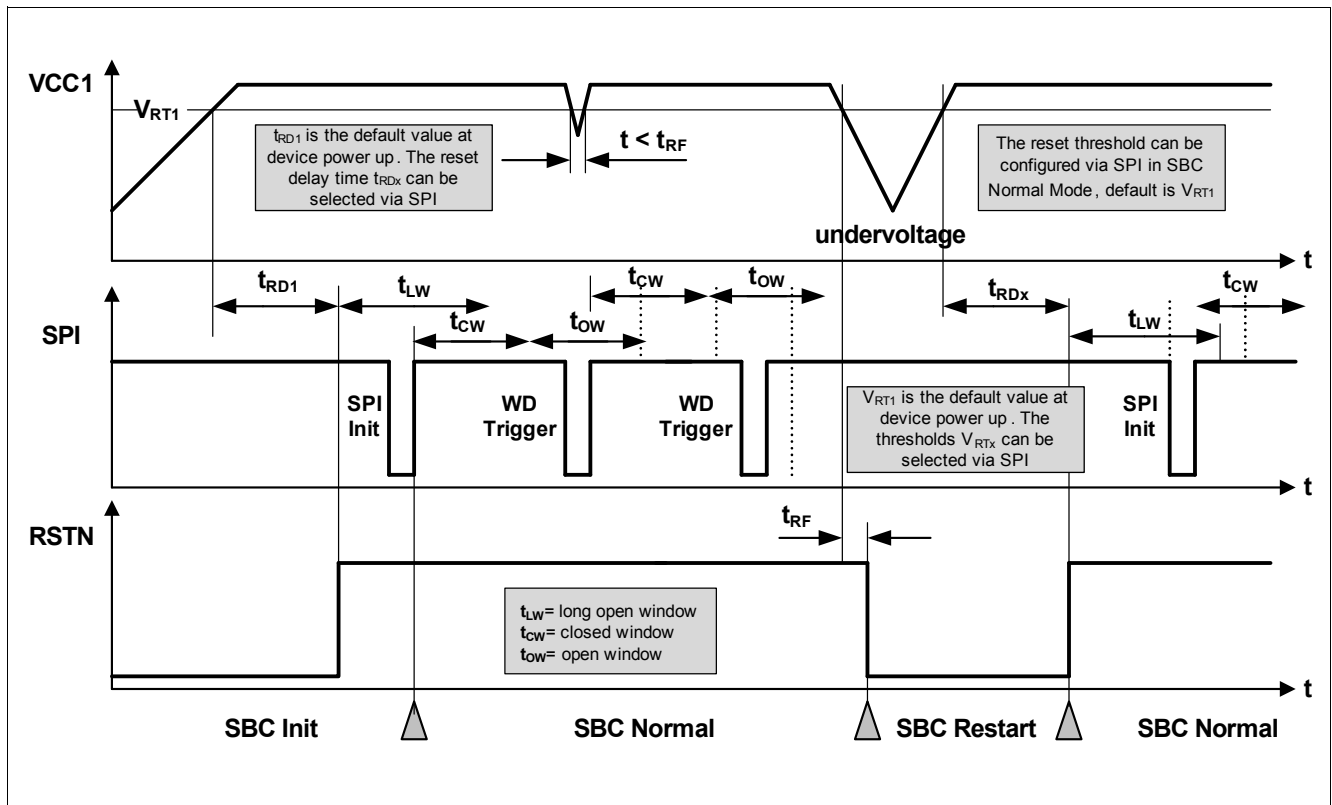 VCC1
VRT1
tRD1 is the default value at
device power up . The reset
delay time tRDx can be
selected via SPI
t < tRF
The reset threshold can be
configured via SPI in SBC
Normal Mode , default is VRT1
undervoltage
t
tRD1
tLW
tCW
tOW
tRDx
tCW
SPI
tCW
tOW
tLW
SPI
Init
WD
Trigger
WD
Trigger
VRT1 is the default value at
device power up . The
thresholds VRTx can be
selected via SPI
SPI
Init
t
RSTN
tRF
tLW= long open window
tCW= closed window
tOW= open window
t
SBC Init
SBC Normal
SBC Restart
SBC Normal